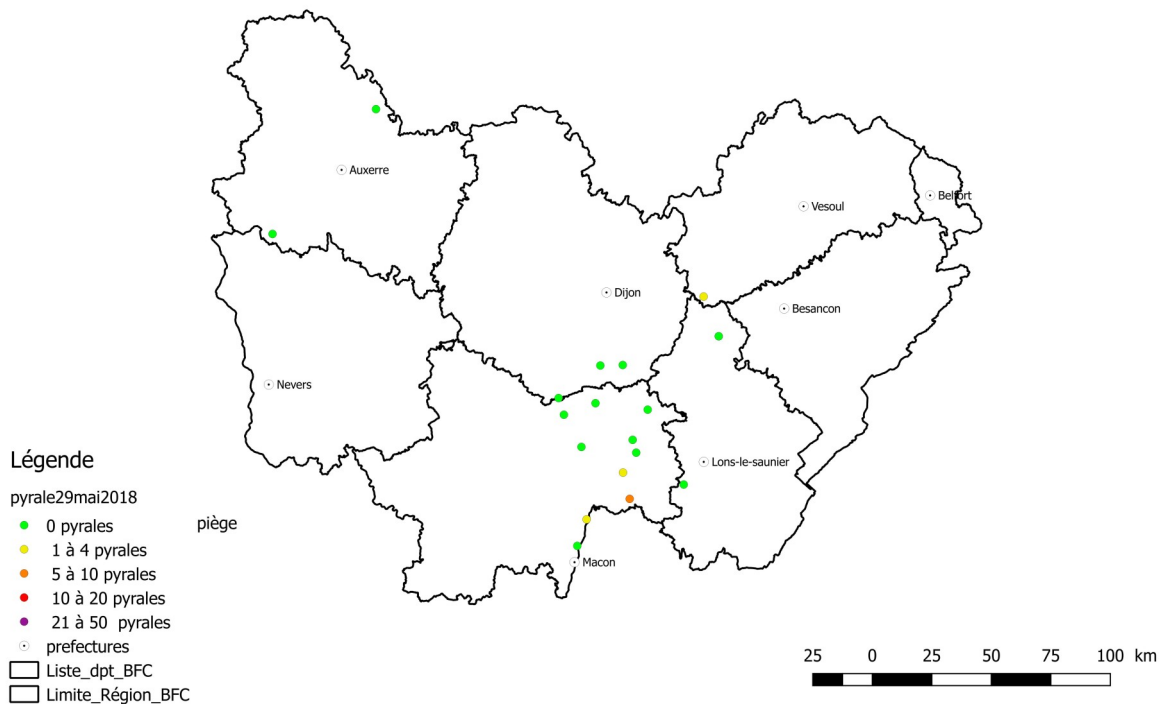 Auxerre
Belfort
Vesoul
Dijon
Besancon
Nevers
Lons-le-saunier
Macon
Légende
pyrale29mai2018
piège
0 pyrales
1 à 4 pyrales
5 à 10 pyrales
10 à 20 pyrales
21 à 50 pyrales
prefectures
Liste_dpt_BFC
Limite_Région_BFC
25 0 25 50 75 100 km